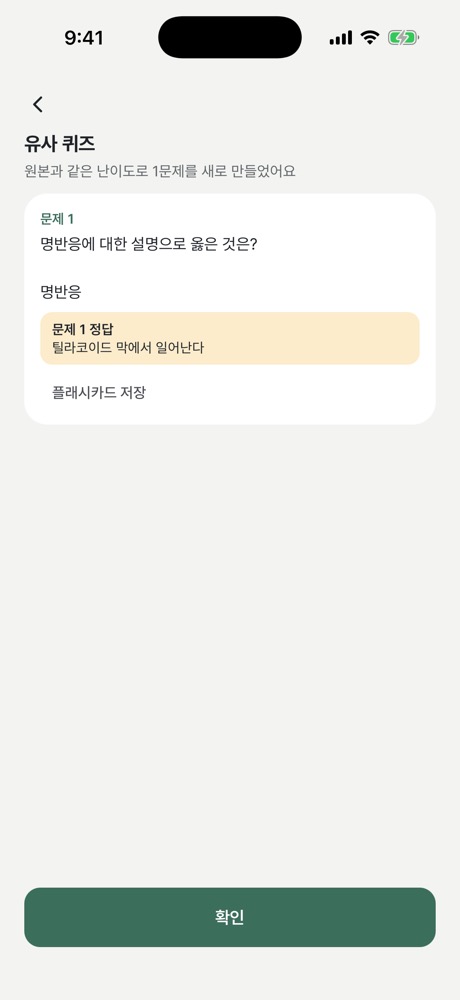 9:41
유사 퀴즈
원본과 같은 난이도로 1문제를 새로 만들었어요
문제 1
명반응에 대한 설명으로 옳은 것은?
명반응
문제 1 정답
틸라코이드 막에서 일어난다
플래시카드 저장
확인